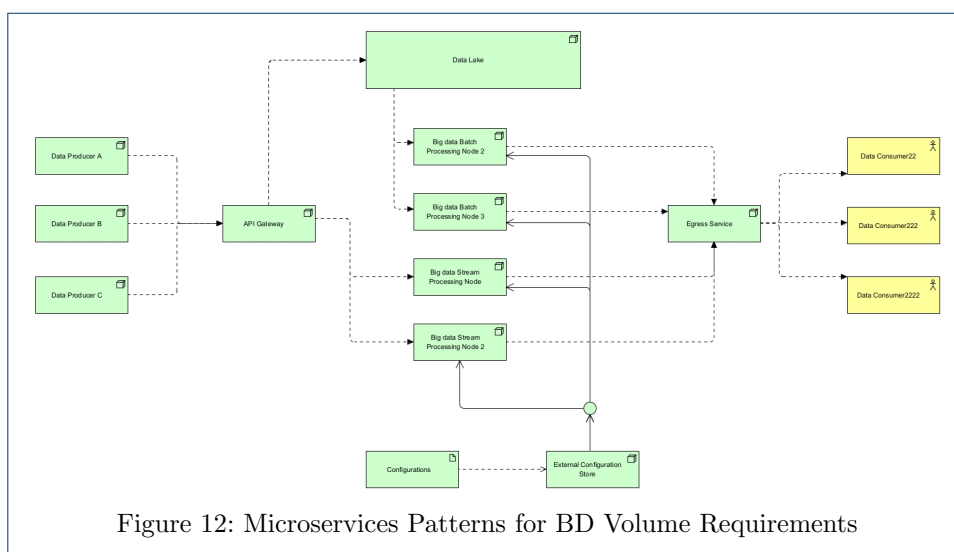 Data Lake
Big data Batch
Processing Node 2
Data Producer A
Data Consumer22
Big data Batch
Processing Node 3
Data Producer B
API Gateway
Egress Service
Data Consumer222
Big data Stream
Processing Node
Data Producer C
Data Consumer2222
Big data Stream
Processing Node 2
Configurations
External Configuration
Store
Figure 12: Microservices Patterns for BD Volume Requirements